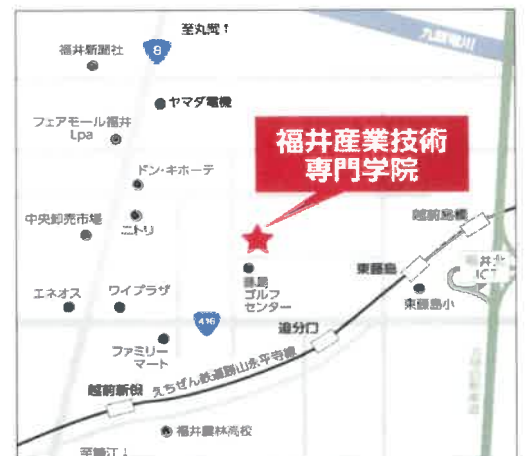 至丸岡↑
九頭竜川
福井新聞社
8
ヤマダ電機
フェアモール福井
Lpa
福井産業技術
専門学院
ドン・キホーテ
ニトリ
中央卸売市場
越前島橋
東藤島
井北
ICT
藤島
ゴルフ
センター
東藤島小
エネオス
ワイプラザ
416
追分口
ファミリー
マート
えちぜん鉄道勝山永平寺線
越前新保
福井農林高校
至鯖江↓